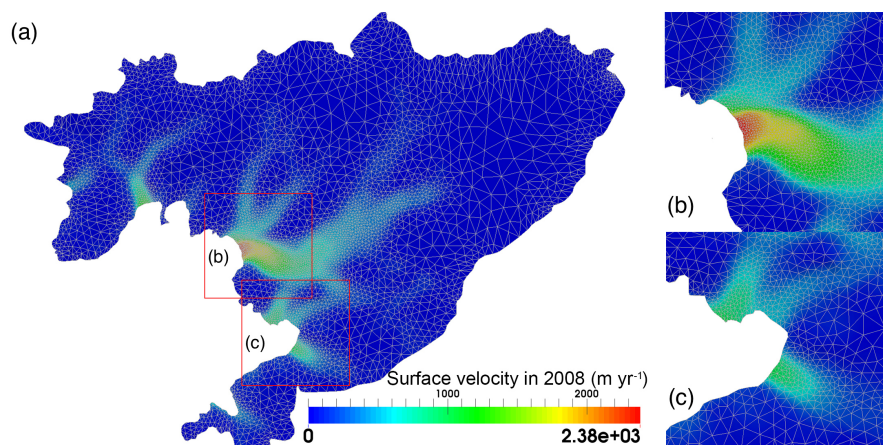 (a)
(b)
(c)
Surface velocity in 2008 (m yr⁻¹)
1000
2000
0
2.38e+03
(b)
(c)